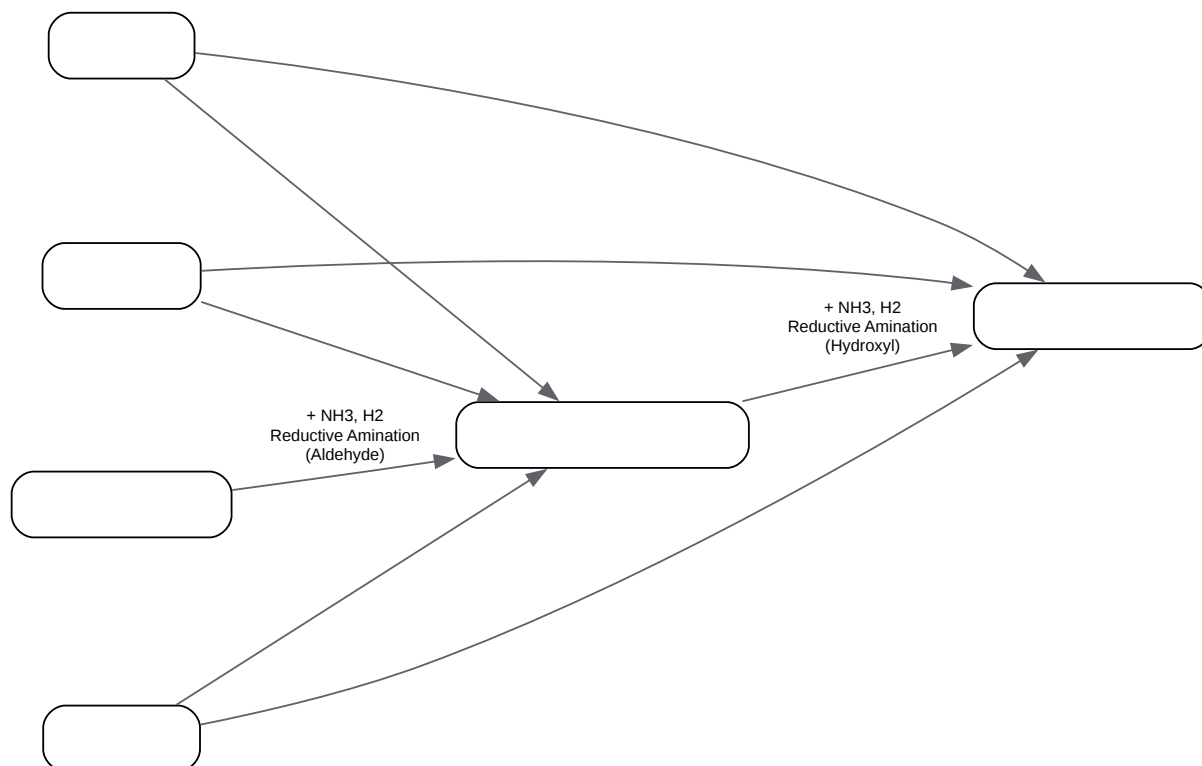 + NH3, H2
Reductive Amination
(Hydroxyl)
+ NH3, H2
Reductive Amination
(Aldehyde)